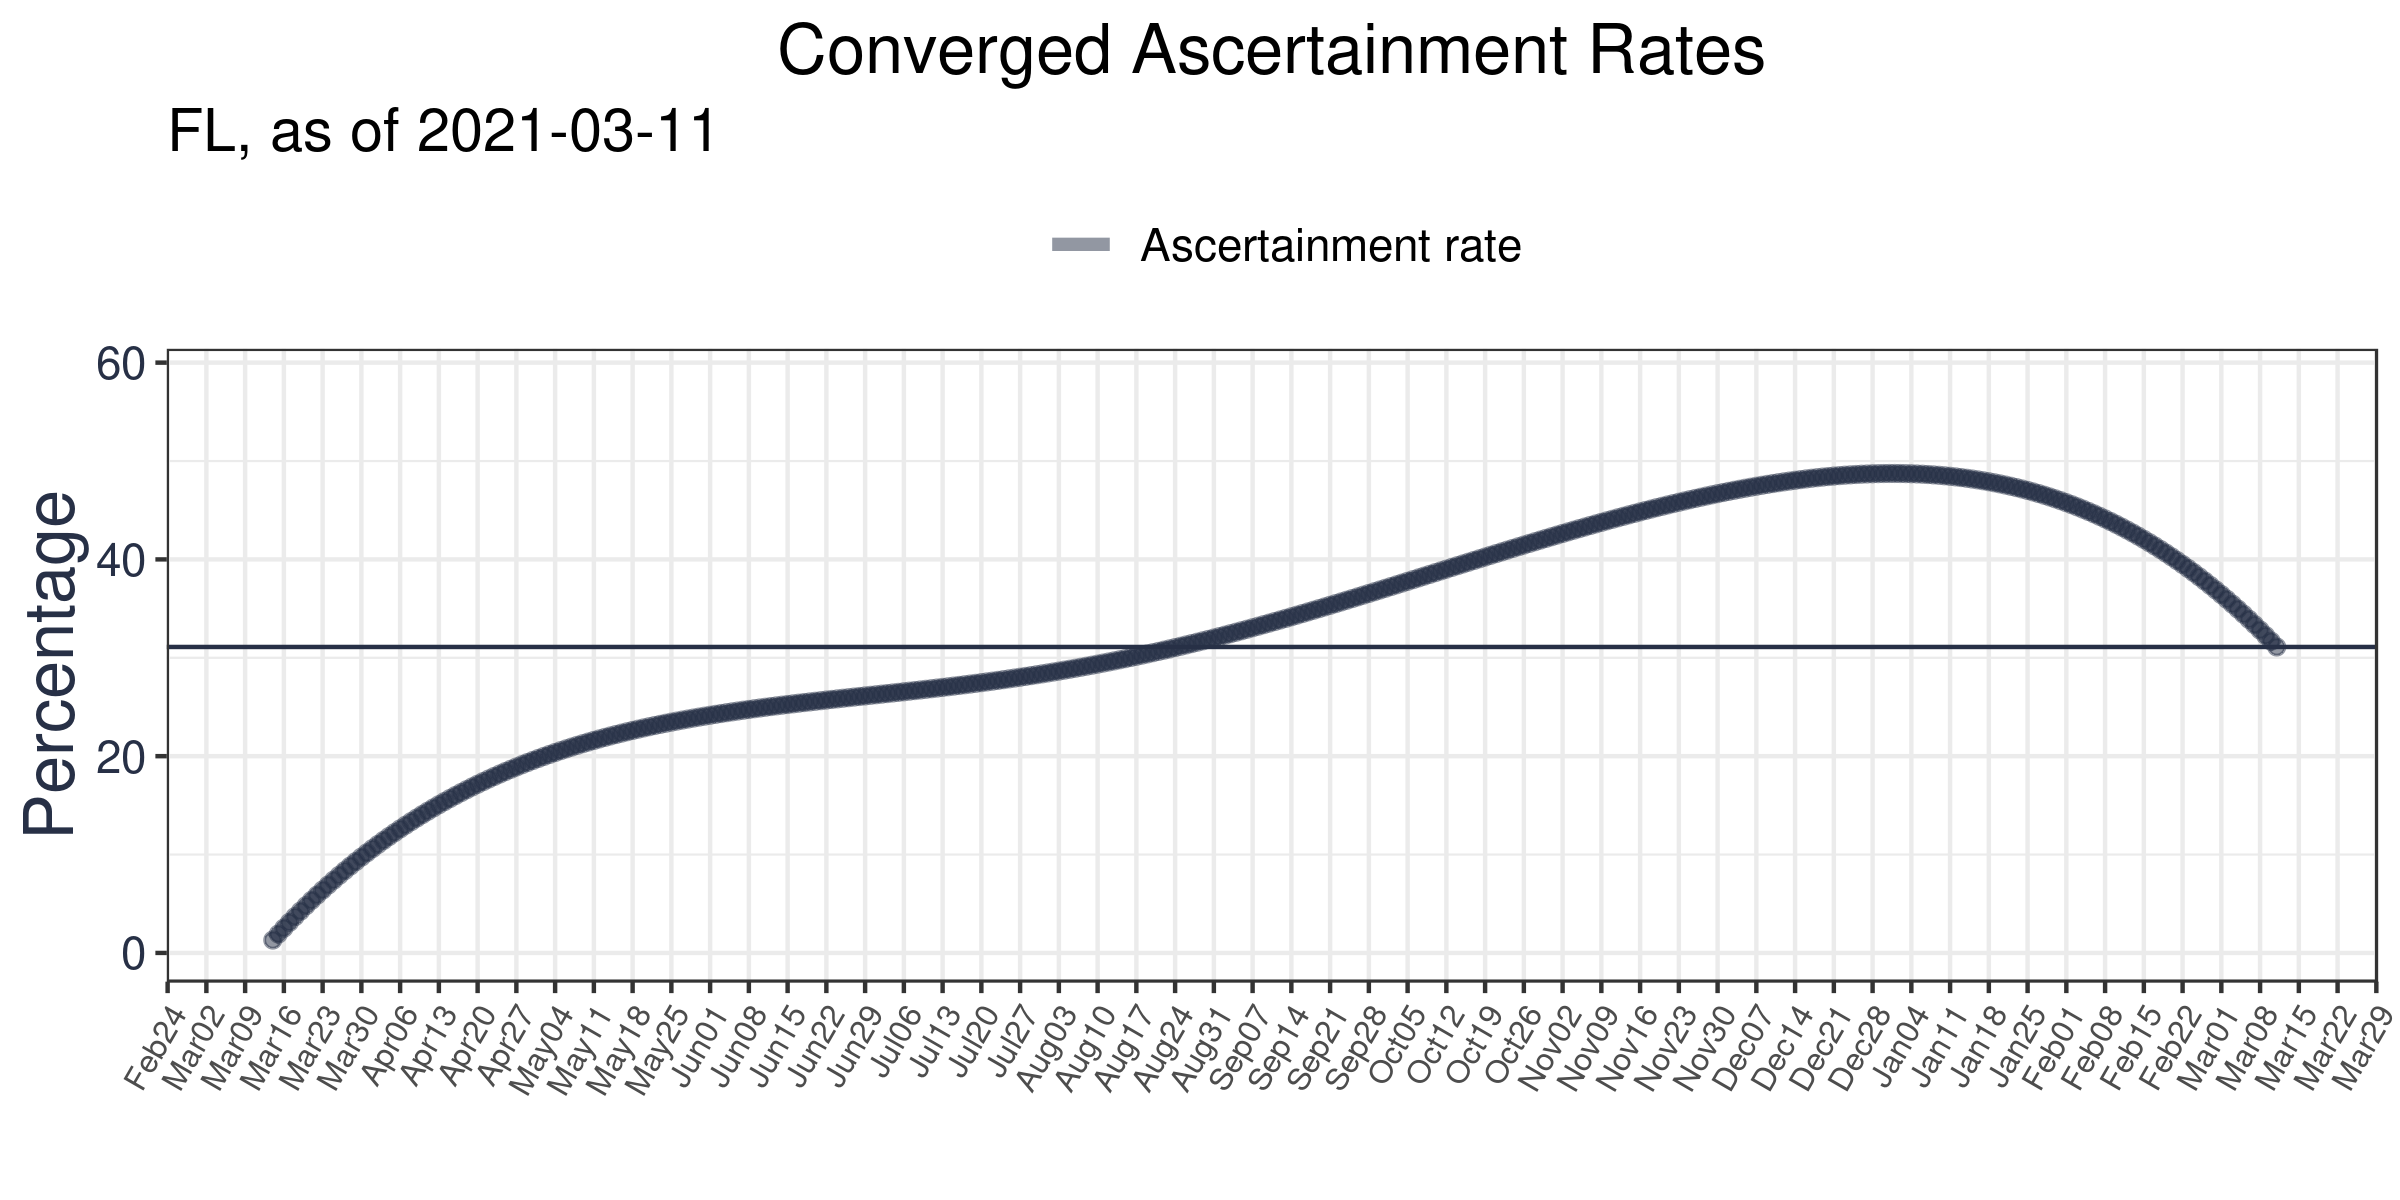 Converged Ascertainment Rates
FL, as of 2021-03-11
Ascertainment rate
Percentage
60
40
20
0
Feb24
Mar02
Mar09
Mar16
Mar23
Mar30
Apr06
Apr13
Apr20
Apr27
May04
May11
May18
May25
Jun01
Jun08
Jun15
Jun22
Jun29
Jul06
Jul13
Jul20
Jul27
Aug03
Aug10
Aug17
Aug24
Aug31
Sep07
Sep14
Sep21
Sep28
Oct05
Oct12
Oct19
Oct26
Nov02
Nov09
Nov16
Nov23
Nov30
Dec07
Dec14
Dec21
Dec28
Jan04
Jan11
Jan18
Jan25
Feb01
Feb08
Feb15
Feb22
Mar01
Mar08
Mar15
Mar22
Mar29